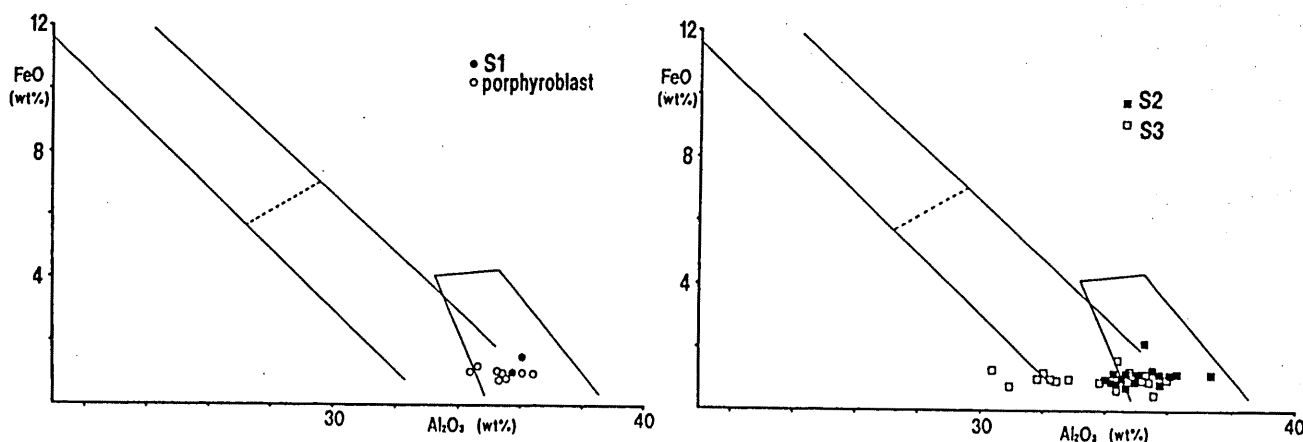 12
FeO
(wt%)
8
4
● S1
○ porphyroblast
30
40
Al₂O₃ (wt%)
12
FeO
(wt%)
8
4
■ S2
□ S3
30
40
Al₂O₃ (wt%)